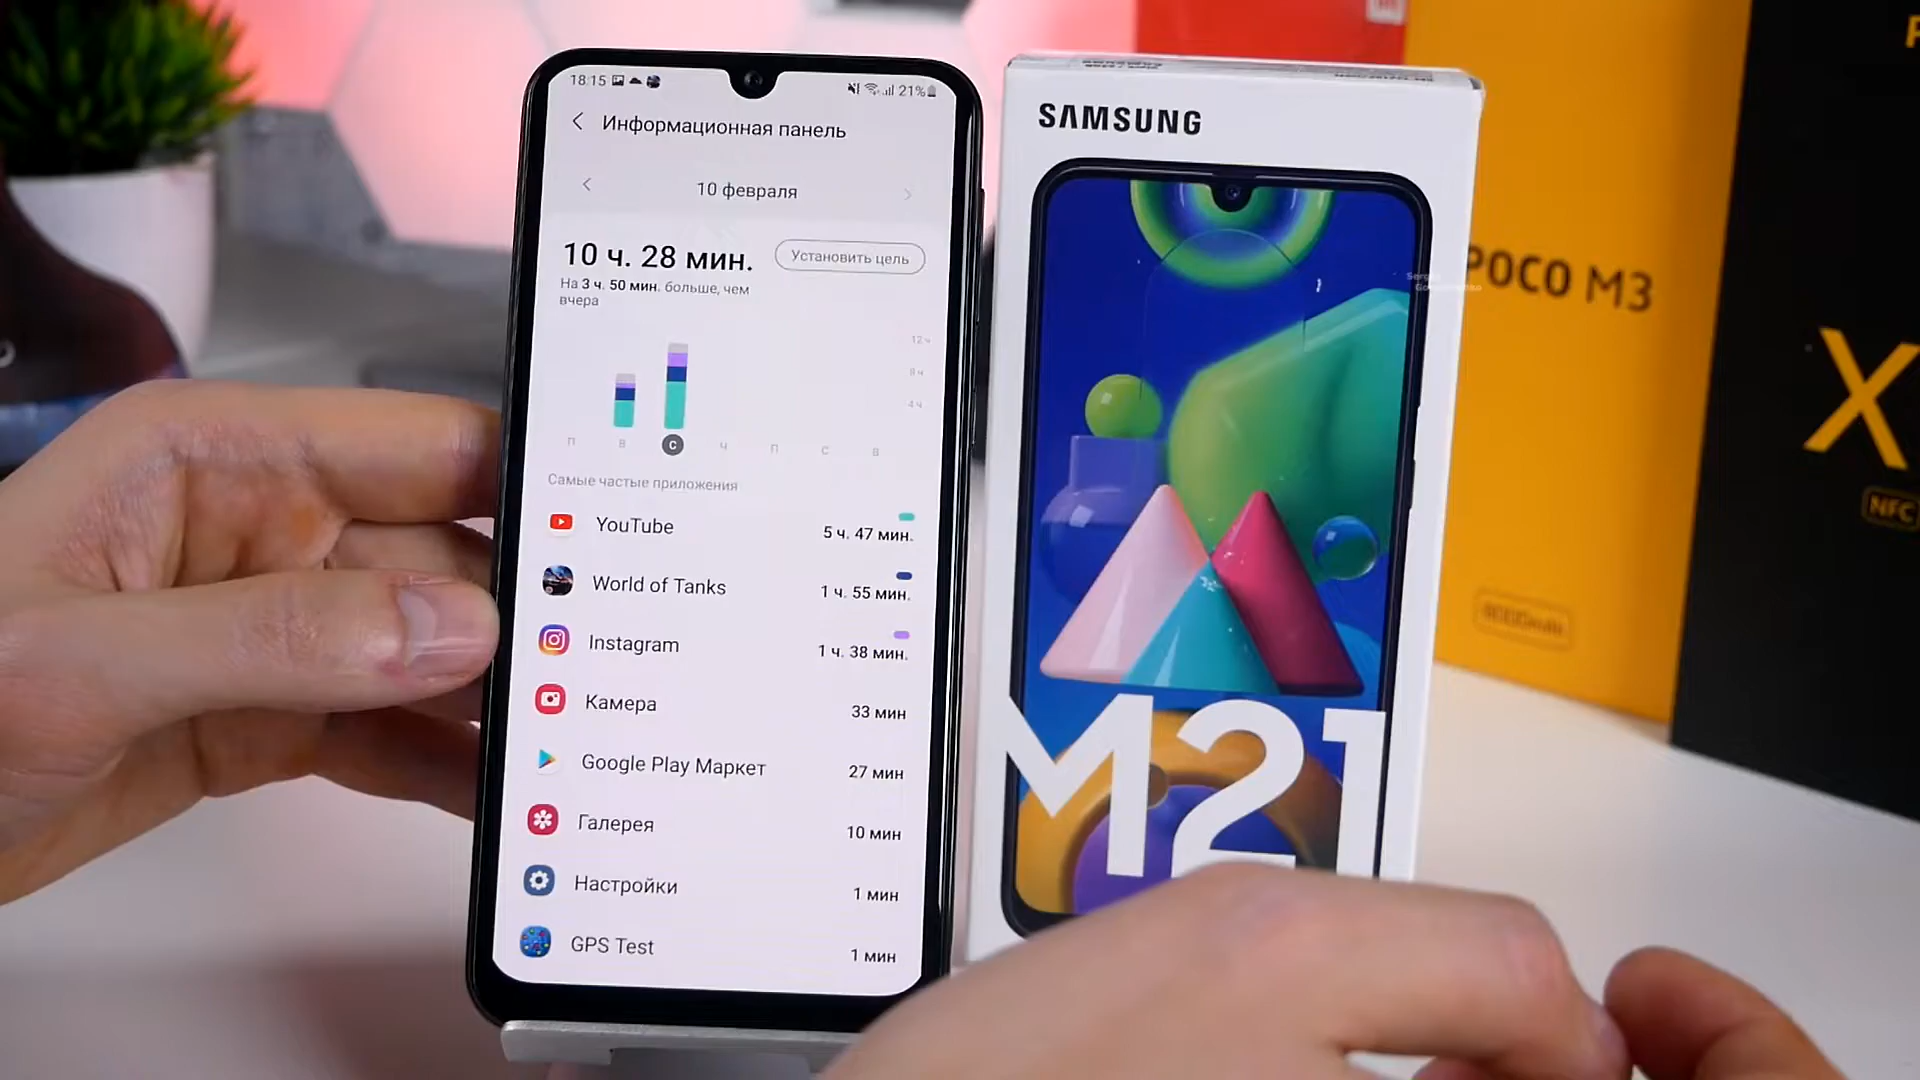 18:15
21%
Информационная панель
10 февраля
10 ч. 28 мин.
Установить цель
На 3 ч. 50 мин. больше, чем
вчера
12 ч
8 ч
4 ч
П В С Ч П С В
Самые частые приложения
YouTube
5 ч. 47 мин.
World of Tanks
1 ч. 55 мин.
Instagram
1 ч. 38 мин.
Камера
33 мин
Google Play Маркет
27 мин
Галерея
10 мин
Настройки
1 мин
GPS Test
1 мин
SAMSUNG
M21
POCO M3
X
NFC